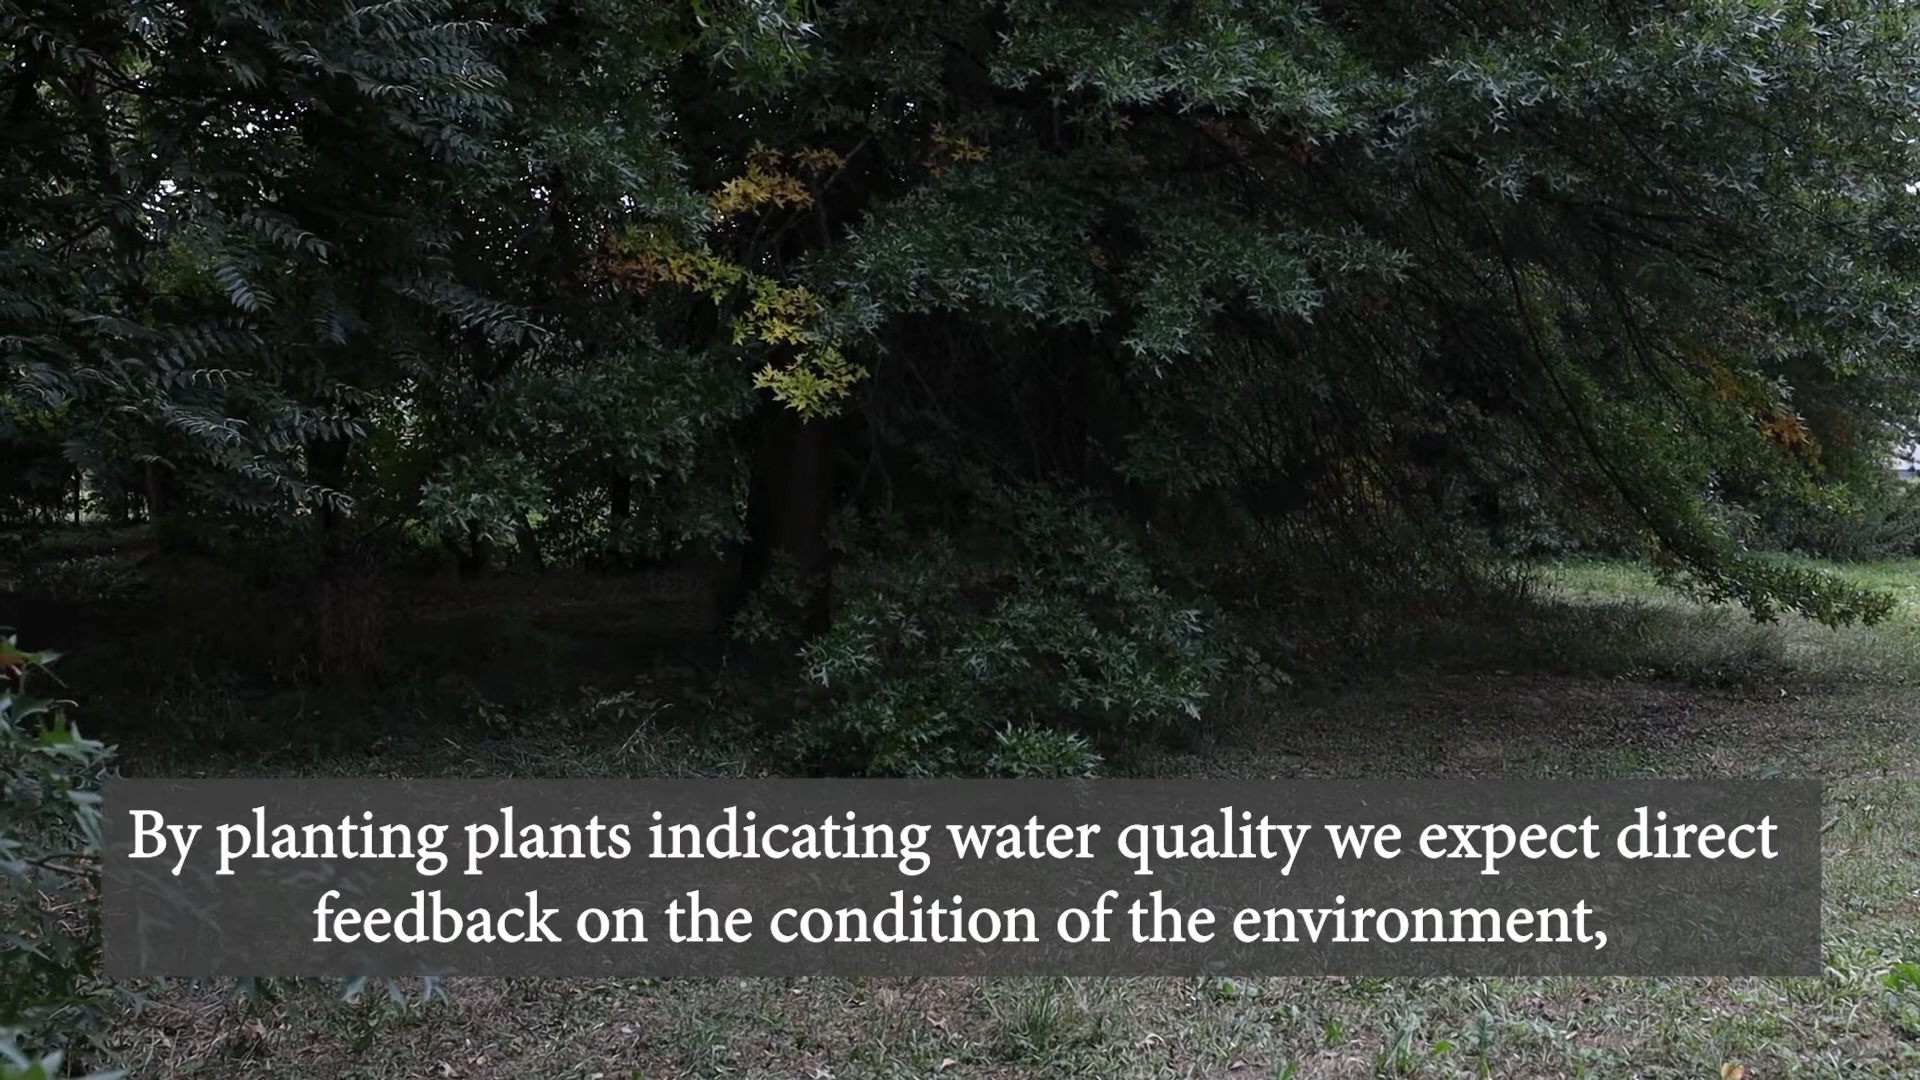 By planting plants indicating water quality we expect direct
feedback on the condition of the environment,